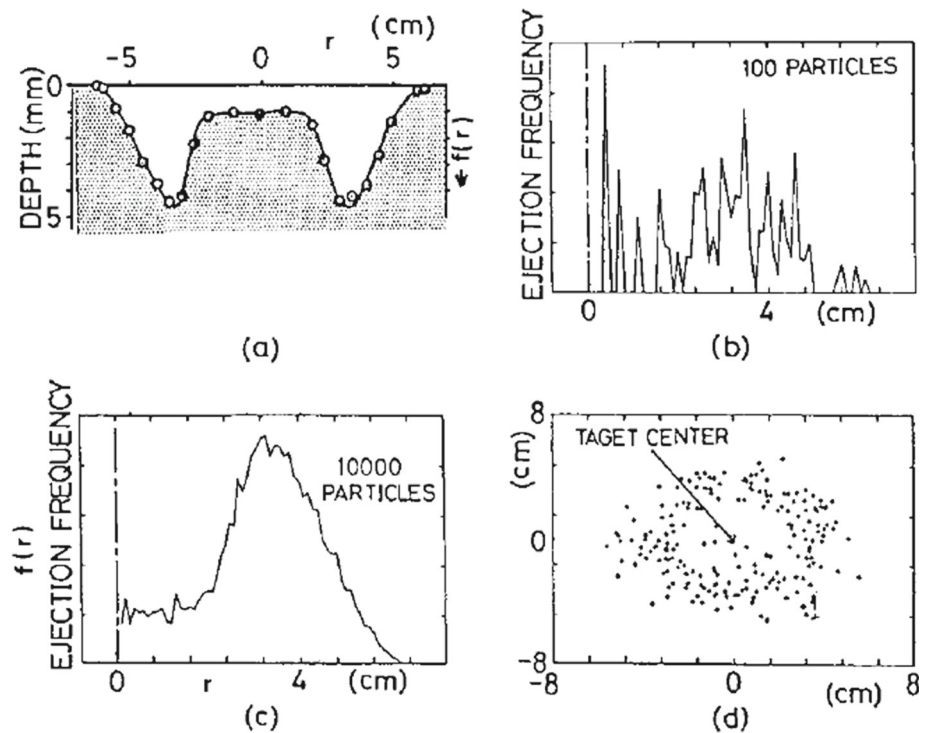 r (cm)
-5 0 5
DEPTH (mm)
0
5
f(r)
(a)
EJECTION FREQUENCY
100 PARTICLES
0 4 (cm)
(b)
f(r)
EJECTION FREQUENCY
10000
PARTICLES
0 r 4 (cm)
(c)
8
(cm)
0
-8
TAGET CENTER
-8 0 (cm) 8
(d)